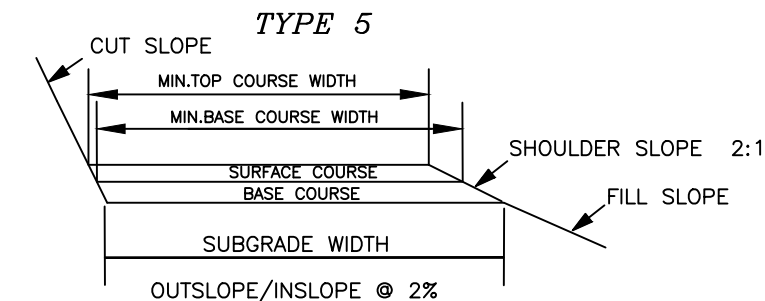 TYPE 5
CUT SLOPE
MIN.TOP COURSE WIDTH
MIN.BASE COURSE WIDTH
SHOULDER SLOPE 2:1
SURFACE COURSE
BASE COURSE
FILL SLOPE
SUBGRADE WIDTH
OUTSLOPE/INSLOPE @ 2%